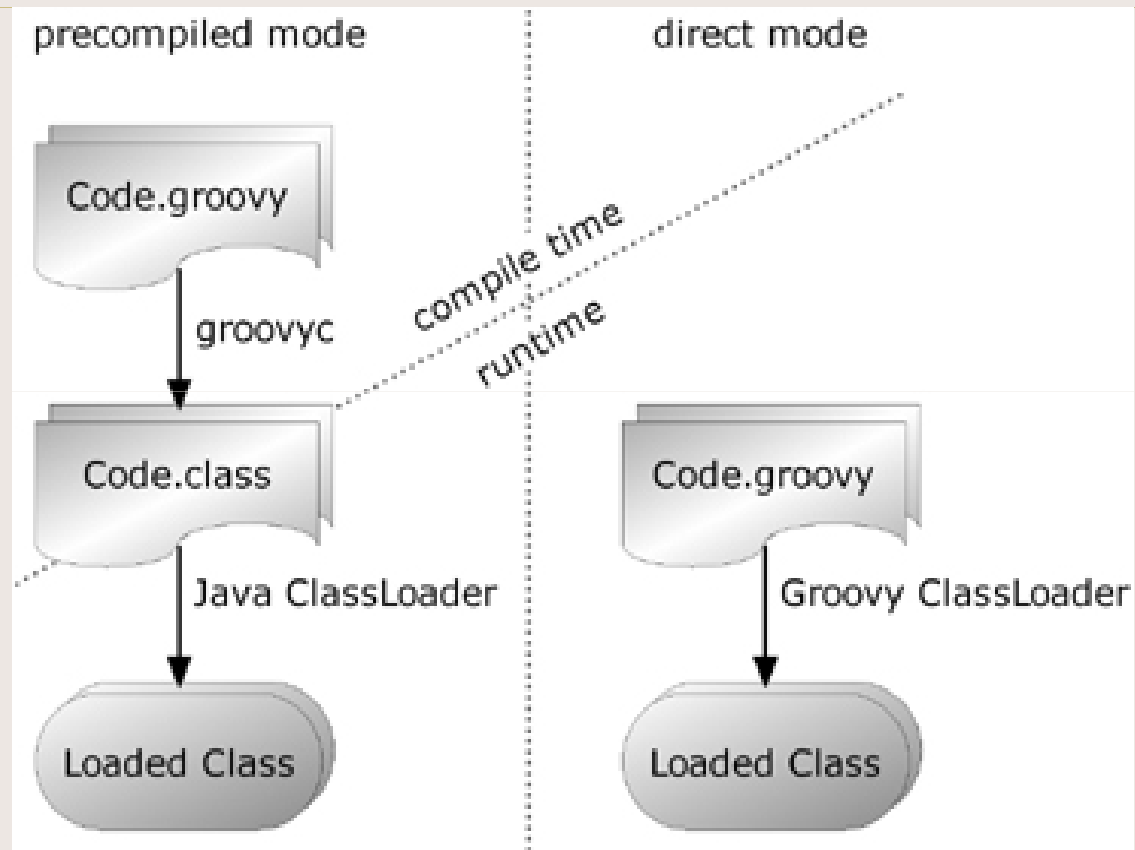 precompiled mode
direct mode
Code.groovy
compile time
groovyc
runtime
Code.class
Code.groovy
Java ClassLoader
Groovy ClassLoader
Loaded Class
Loaded Class